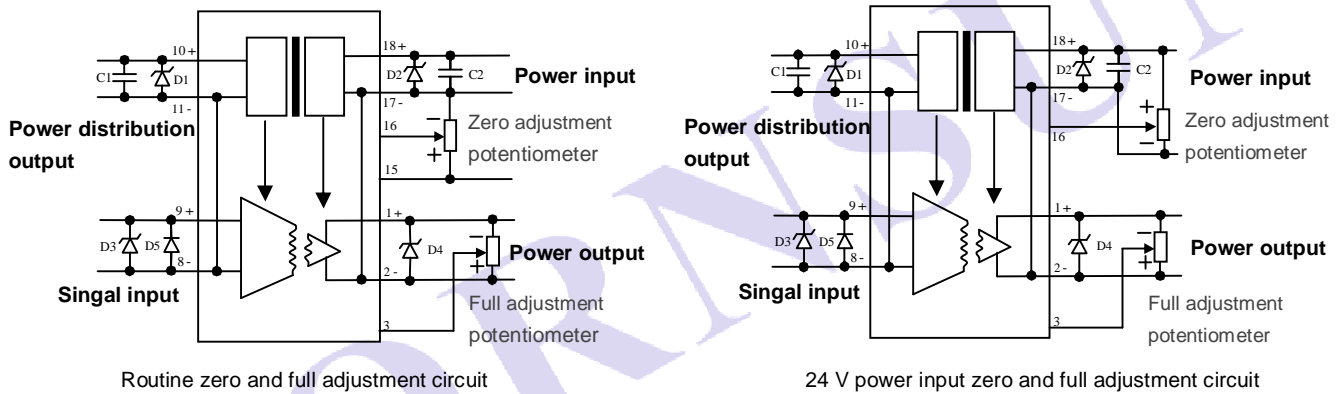 10 +
C1
D1
11 -
Power distribution
output
9 +
D3
D5
8 -
Singal input
18 +
D2
C2
Power input
17 -
16
Zero adjustment
potentiometer
−
+
15
1 +
D4
−
+
Power output
2 -
Full adjustment
potentiometer
3
Routine zero and full adjustment circuit
10 +
C1
D1
11-
Power distribution
output
9 +
D3
D5
8 -
Singal input
18 +
D2
C2
Power input
17 -
16
+
−
Zero adjustment
potentiometer
1 +
D4
−
+
Power output
2 -
Full adjustment
potentiometer
3
24 V power input zero and full adjustment circuit